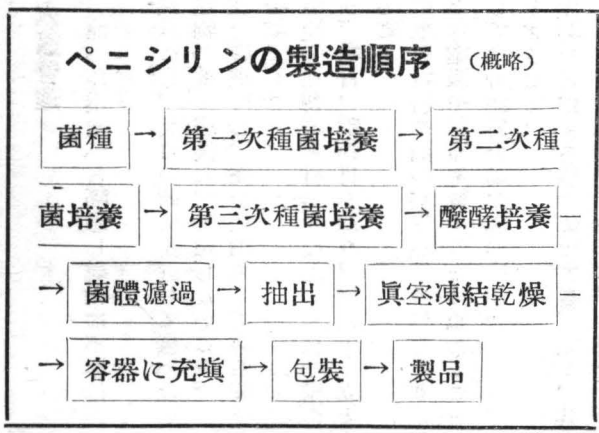 ペニシリンの製造順序 (概略)
菌種 → 第一次種菌培養 → 第二次種
菌培養 → 第三次種菌培養 → 醱酵培養 —
→ 菌體濾過 → 抽出 → 眞空凍結乾燥 —
→ 容器に充塡 → 包裝 → 製品